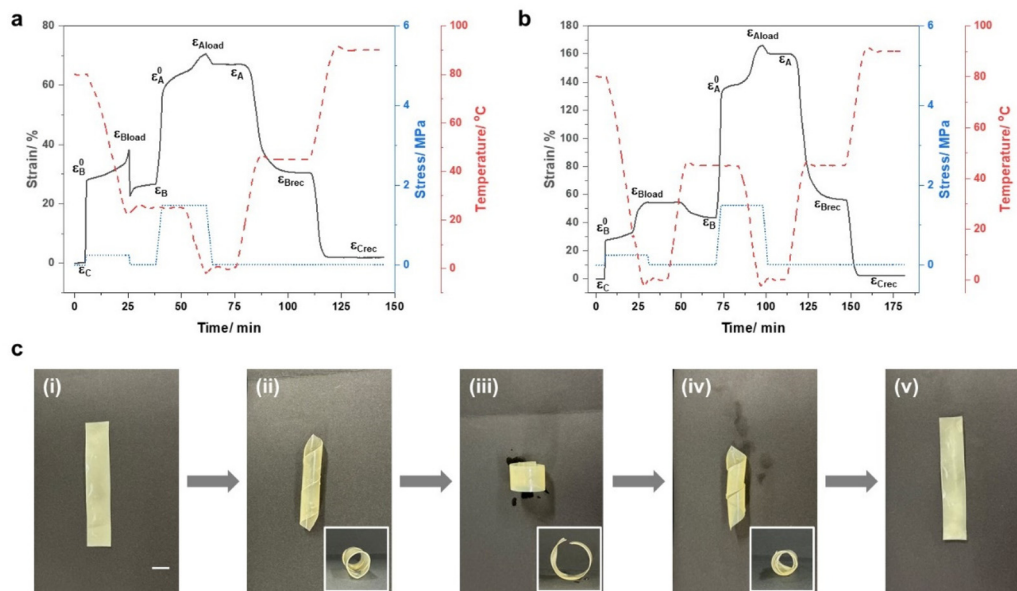 a
80
60
40
20
0
Strain/ %
0
25
50
75
100
125
150
Time/ min
6
4
2
0
Stress/ MPa
100
80
60
40
20
0
Temperature/ °C
εC
εB0
εBload
εB
εA0
εAload
εA
εBrec
εCrec
b
180
160
140
120
100
80
60
40
20
0
Strain/ %
0
25
50
75
100
125
150
175
Time/ min
6
4
2
0
Stress/ MPa
100
80
60
40
20
0
Temperature/ °C
εC
εB0
εBload
εB
εA0
εAload
εA
εBrec
εCrec
c
(i)
(ii)
(iii)
(iv)
(v)